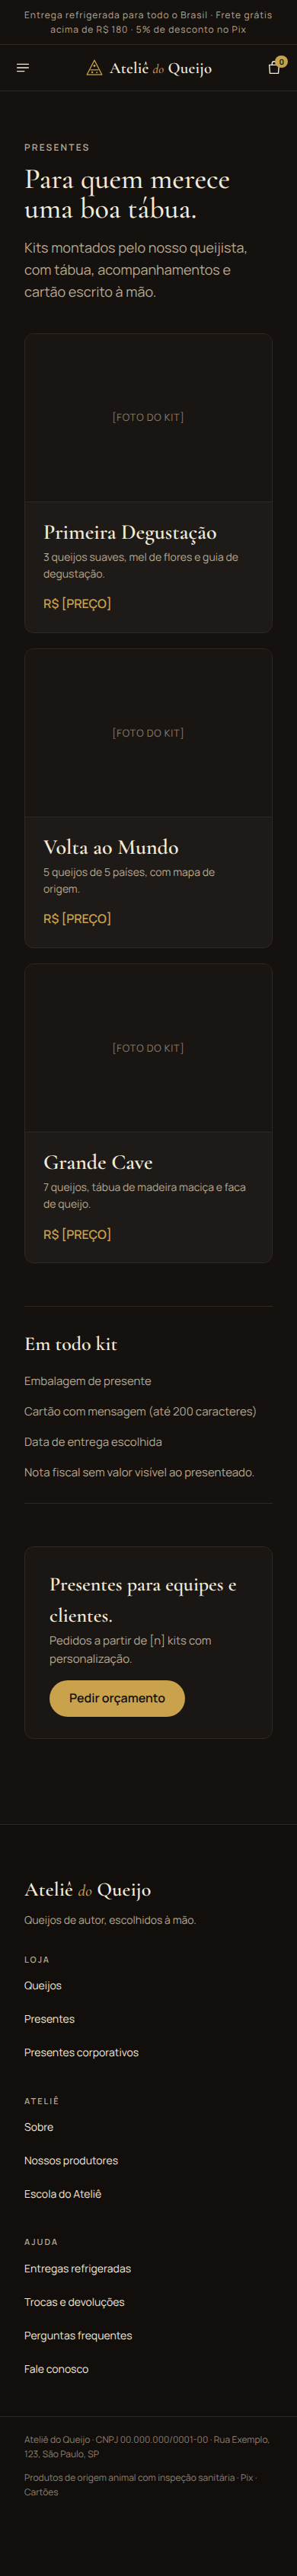 Entrega refrigerada para todo o Brasil · Frete grátis
acima de R$ 180 · 5% de desconto no Pix
Ateliê do Queijo
0
PRESENTES
Para quem merece
uma boa tábua.
Kits montados pelo nosso queijista,
com tábua, acompanhamentos e
cartão escrito à mão.
[FOTO DO KIT]
Primeira Degustação
3 queijos suaves, mel de flores e guia de
degustação.
R$ [PREÇO]
[FOTO DO KIT]
Volta ao Mundo
5 queijos de 5 países, com mapa de
origem.
R$ [PREÇO]
[FOTO DO KIT]
Grande Cave
7 queijos, tábua de madeira maciça e faca
de queijo.
R$ [PREÇO]
Em todo kit
Embalagem de presente
Cartão com mensagem (até 200 caracteres)
Data de entrega escolhida
Nota fiscal sem valor visível ao presenteado.
Presentes para equipes e
clientes.
Pedidos a partir de [n] kits com
personalização.
Pedir orçamento
Ateliê do Queijo
Queijos de autor, escolhidos à mão.
LOJA
Queijos
Presentes
Presentes corporativos
ATELIÊ
Sobre
Nossos produtores
Escola do Ateliê
AJUDA
Entregas refrigeradas
Trocas e devoluções
Perguntas frequentes
Fale conosco
Ateliê do Queijo · CNPJ 00.000.000/0001-00 · Rua Exemplo,
123, São Paulo, SP
Produtos de origem animal com inspeção sanitária · Pix ·
Cartões